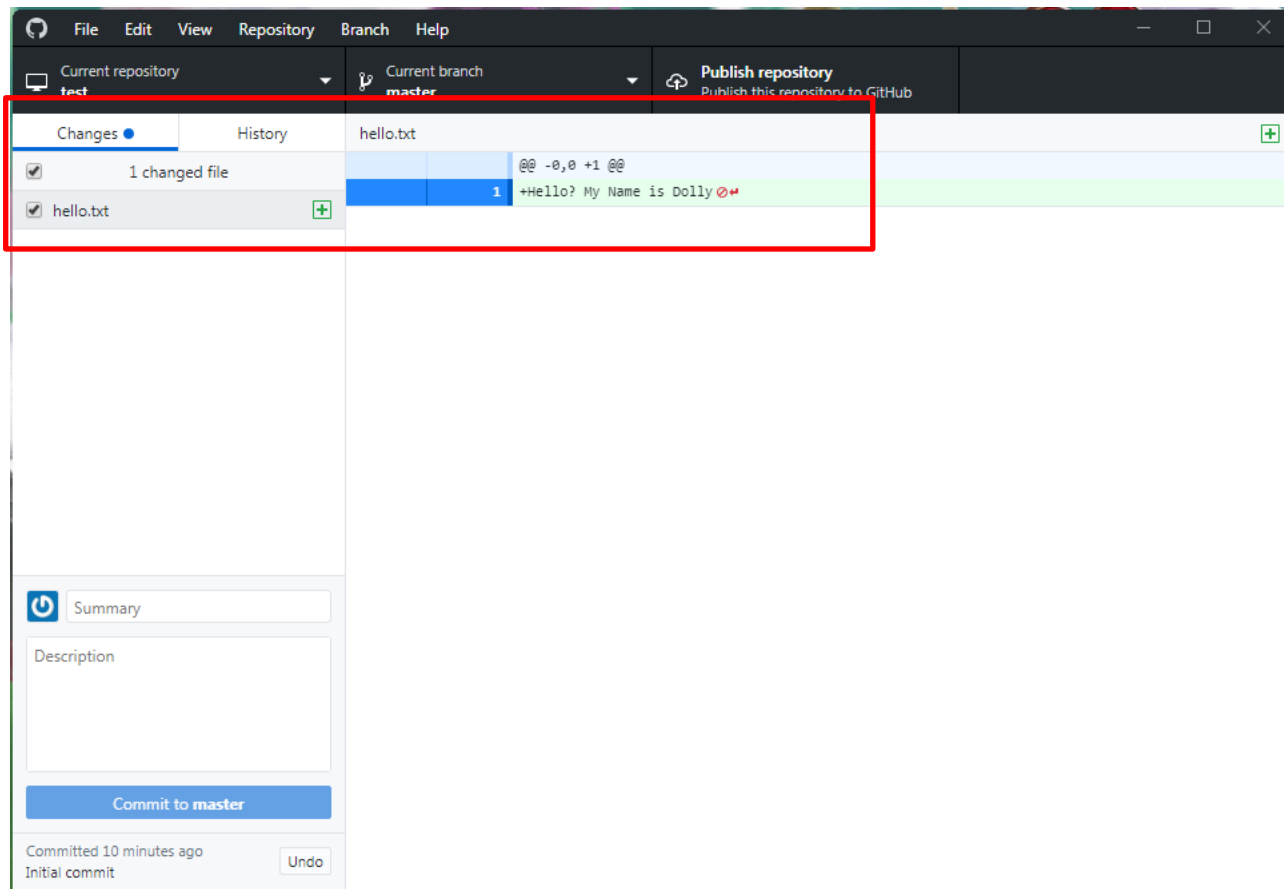 File Edit View Repository Branch Help
Current repository
test
Current branch
master
Publish repository
Publish this repository to GitHub
Changes History
hello.txt
1 changed file
hello.txt
@@ -0,0 +1 @@
1 +Hello? My Name is Dolly
Summary
Description
Commit to master
Committed 10 minutes ago
Initial commit
Undo